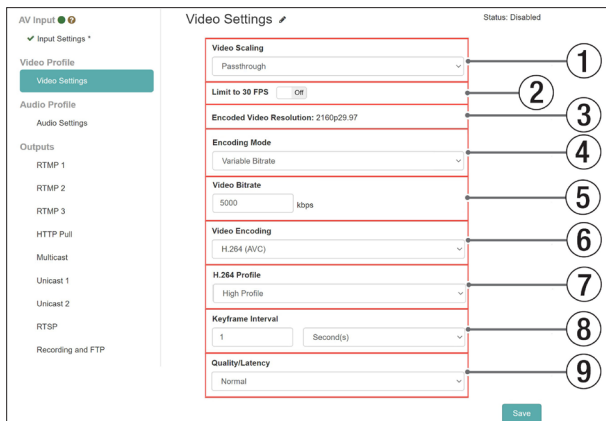 AV Input
Input Settings *
Video Profile
Video Settings
Audio Profile
Audio Settings
Outputs
RTMP 1
RTMP 2
RTMP 3
HTTP Pull
Multicast
Unicast 1
Unicast 2
RTSP
Recording and FTP
Video Settings
Status: Disabled
Video Scaling
Passthrough
1
Limit to 30 FPS Off
2
Encoded Video Resolution: 2160p29.97
3
Encoding Mode
Variable Bitrate
4
Video Bitrate
5000 kbps
5
Video Encoding
H.264 (AVC)
6
H.264 Profile
High Profile
7
Keyframe Interval
1 Second(s)
8
Quality/Latency
Normal
9
Save